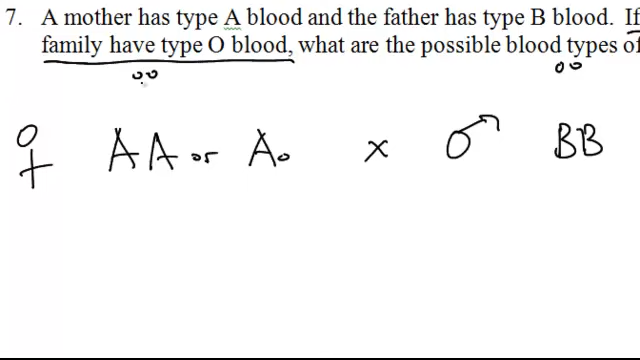 7. A mother has type A blood and the father has type B blood. If
family have type O blood, what are the possible blood types of
oo oo
♀ AA or Ao x ♂ BB